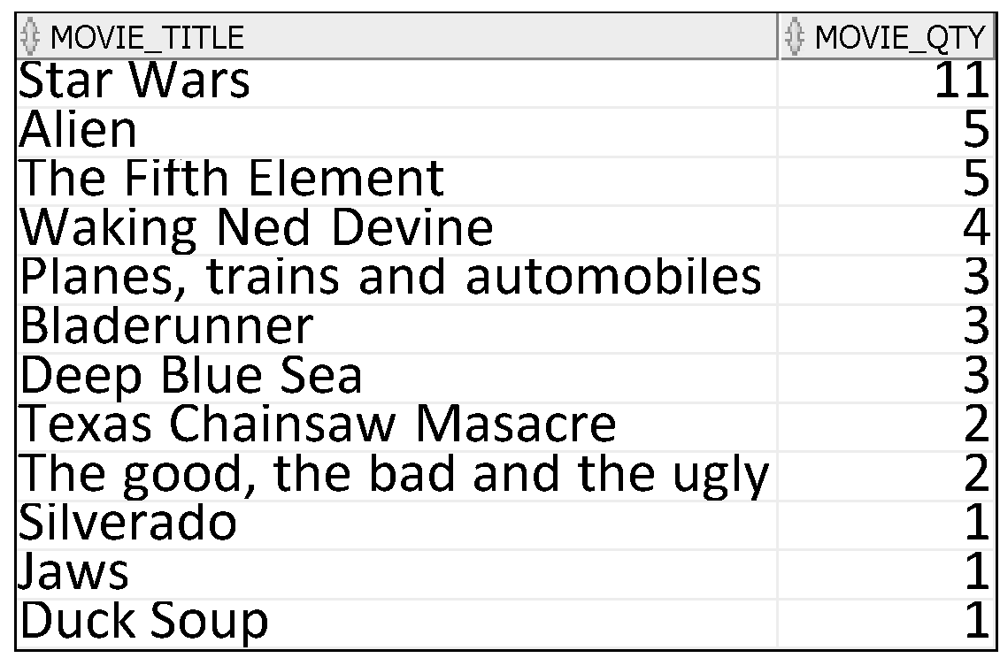 MOVIE_TITLE MOVIE_QTY
Star Wars 11
Alien 5
The Fifth Element 5
Waking Ned Devine 4
Planes, trains and automobiles 3
Bladerunner 3
Deep Blue Sea 3
Texas Chainsaw Masacre 2
The good, the bad and the ugly 2
Silverado 1
Jaws 1
Duck Soup 1